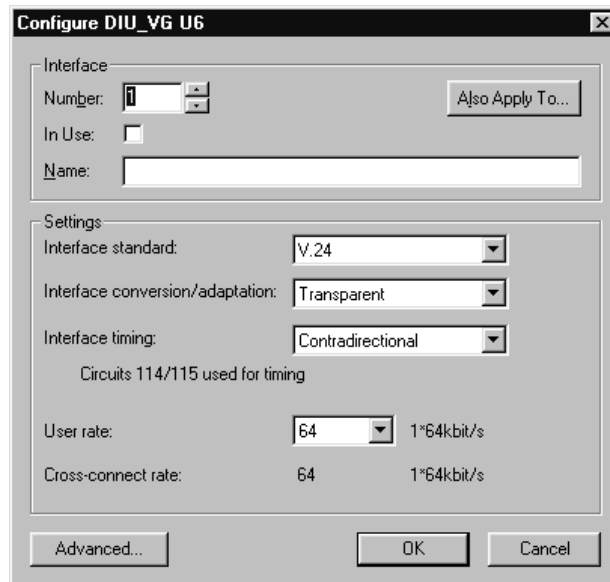 Configure DIU_VG U6
Interface
Number: 1
Also Apply To...
In Use:
Name:
Settings
Interface standard: V.24
Interface conversion/adaptation: Transparent
Interface timing: Contradirectional
Circuits 114/115 used for timing
User rate: 64 1*64kbit/s
Cross-connect rate: 64 1*64kbit/s
Advanced... OK Cancel